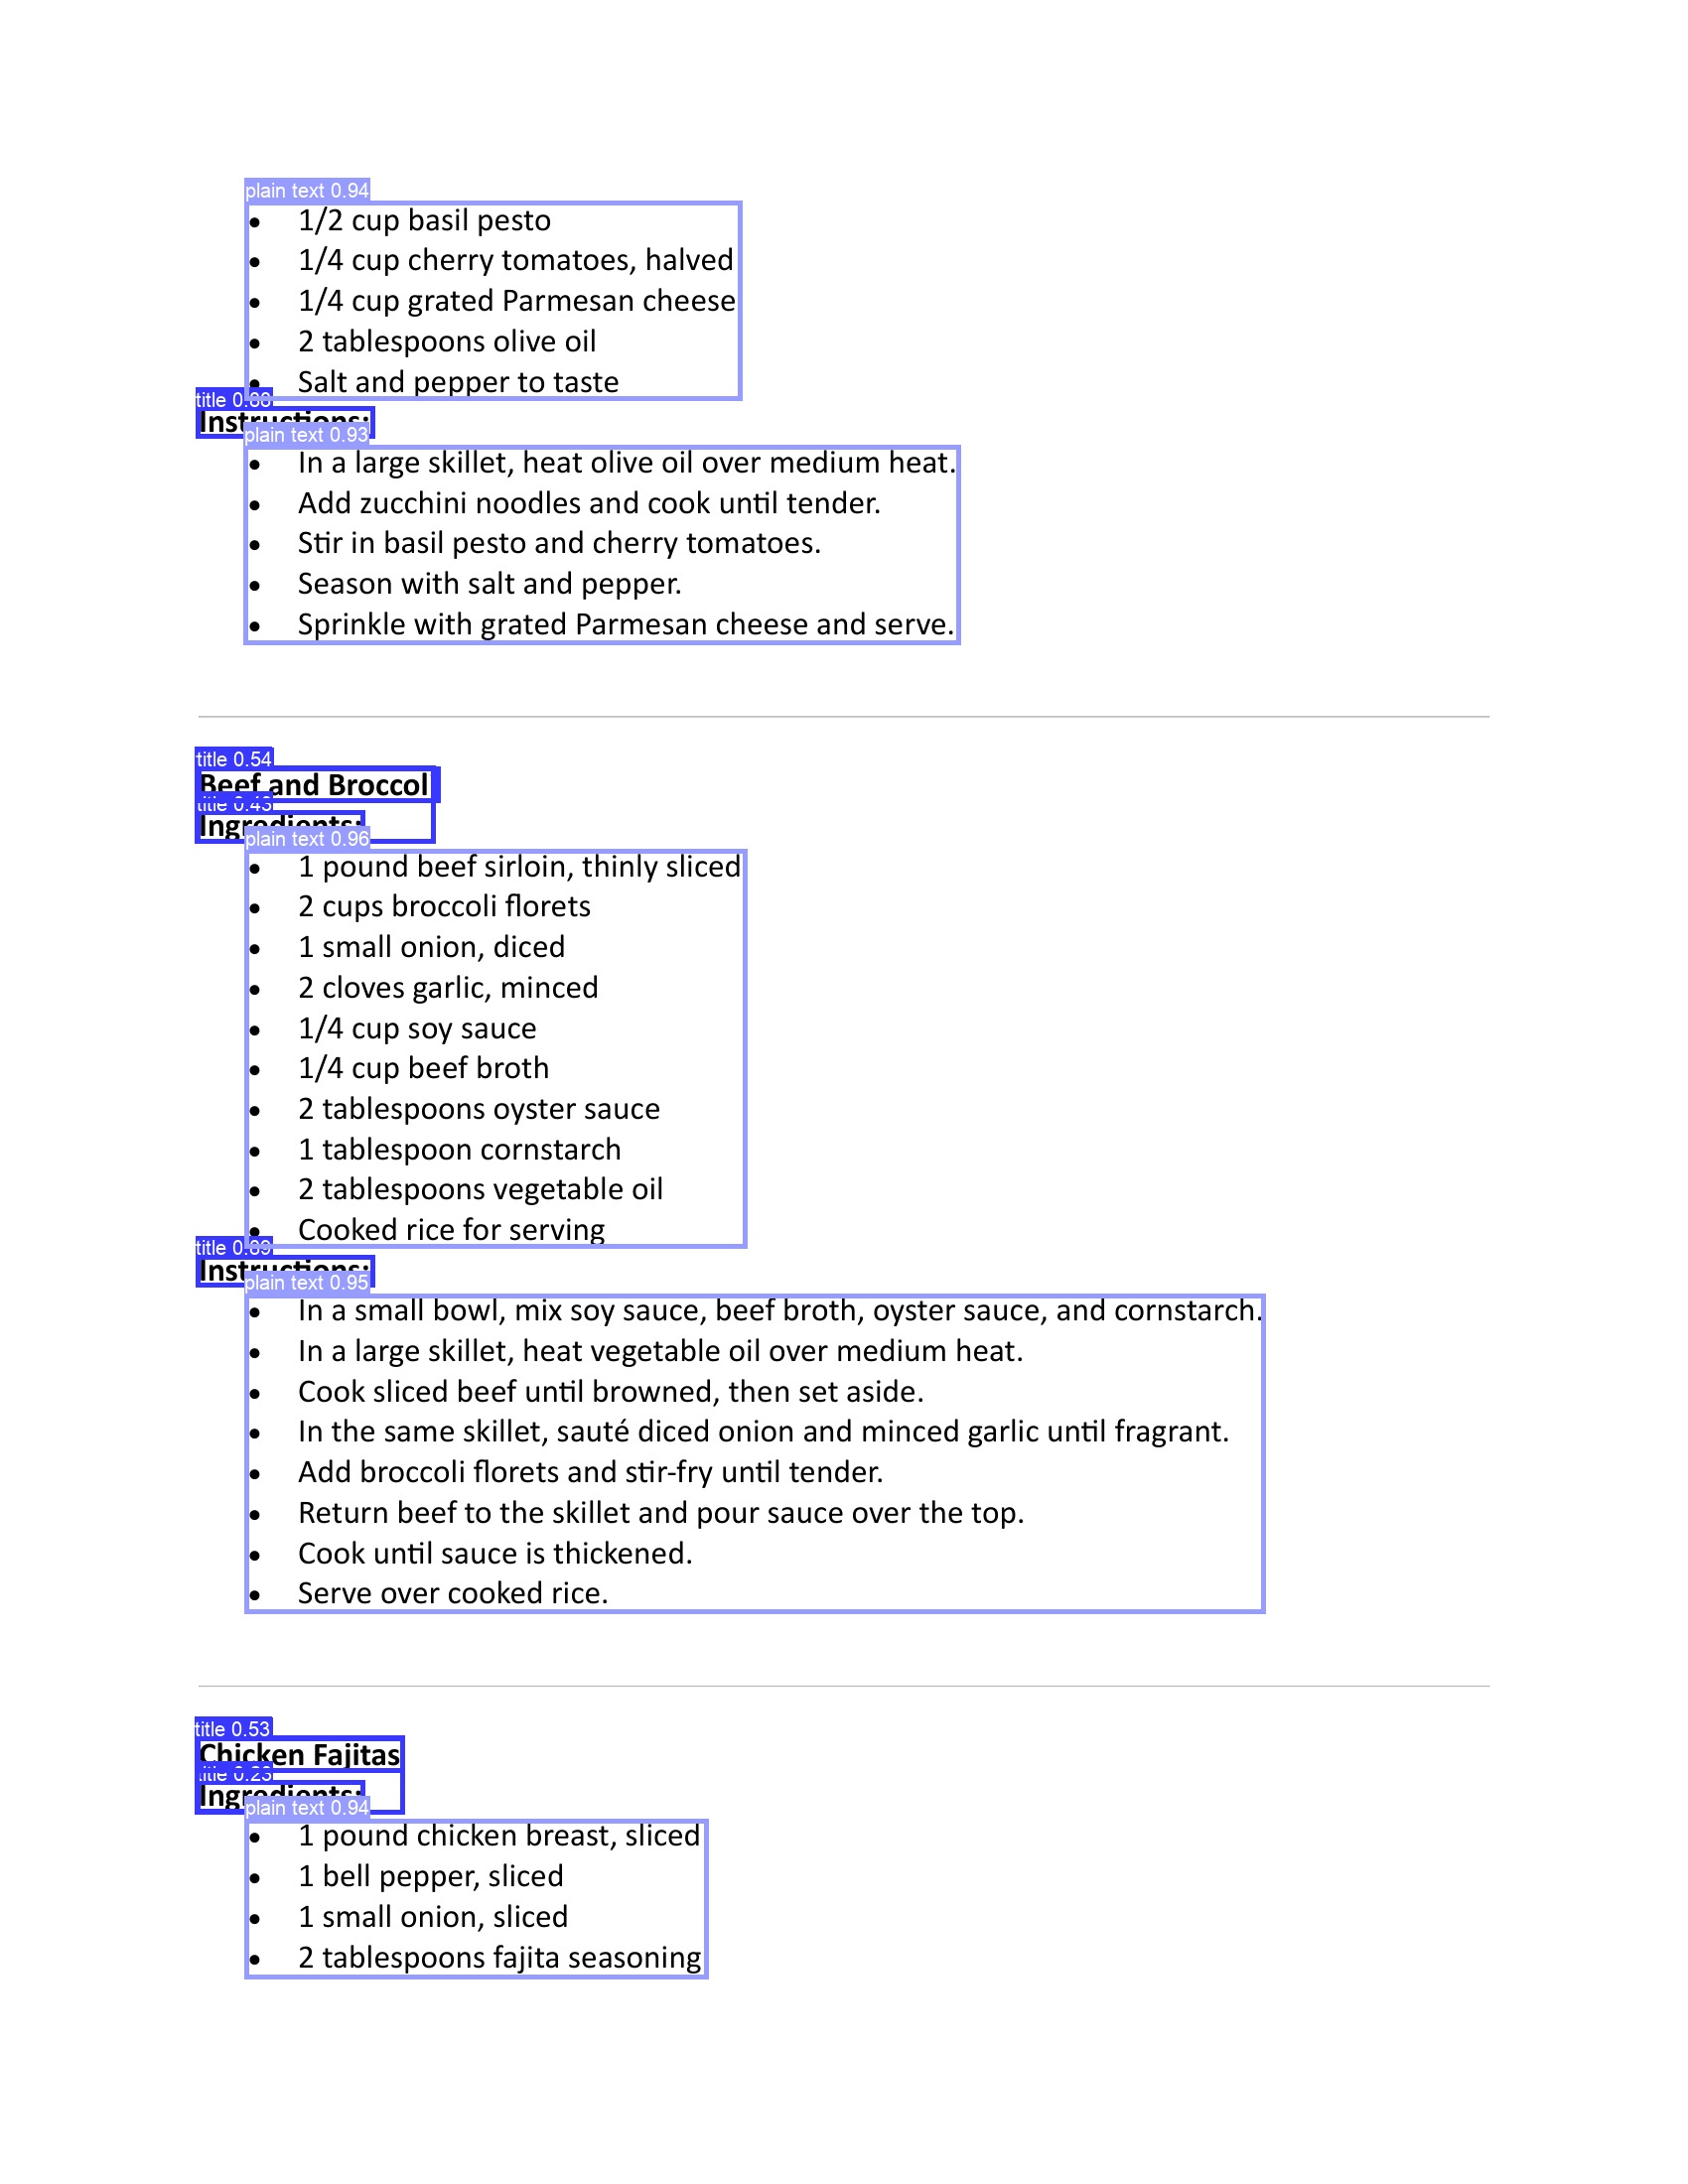 plain text 0.94
• 1/2 cup basil pesto
• 1/4 cup cherry tomatoes, halved
• 1/4 cup grated Parmesan cheese
• 2 tablespoons olive oil
• Salt and pepper to taste
title 0.88
Instructions:
plain text 0.93
• In a large skillet, heat olive oil over medium heat.
• Add zucchini noodles and cook until tender.
• Stir in basil pesto and cherry tomatoes.
• Season with salt and pepper.
• Sprinkle with grated Parmesan cheese and serve.
title 0.54
Beef and Broccoli
title 0.43
Ingredients:
plain text 0.96
• 1 pound beef sirloin, thinly sliced
• 2 cups broccoli florets
• 1 small onion, diced
• 2 cloves garlic, minced
• 1/4 cup soy sauce
• 1/4 cup beef broth
• 2 tablespoons oyster sauce
• 1 tablespoon cornstarch
• 2 tablespoons vegetable oil
• Cooked rice for serving
title 0.89
Instructions:
plain text 0.95
• In a small bowl, mix soy sauce, beef broth, oyster sauce, and cornstarch.
• In a large skillet, heat vegetable oil over medium heat.
• Cook sliced beef until browned, then set aside.
• In the same skillet, sauté diced onion and minced garlic until fragrant.
• Add broccoli florets and stir-fry until tender.
• Return beef to the skillet and pour sauce over the top.
• Cook until sauce is thickened.
• Serve over cooked rice.
title 0.53
Chicken Fajitas
title 0.23
Ingredients:
plain text 0.94
• 1 pound chicken breast, sliced
• 1 bell pepper, sliced
• 1 small onion, sliced
• 2 tablespoons fajita seasoning